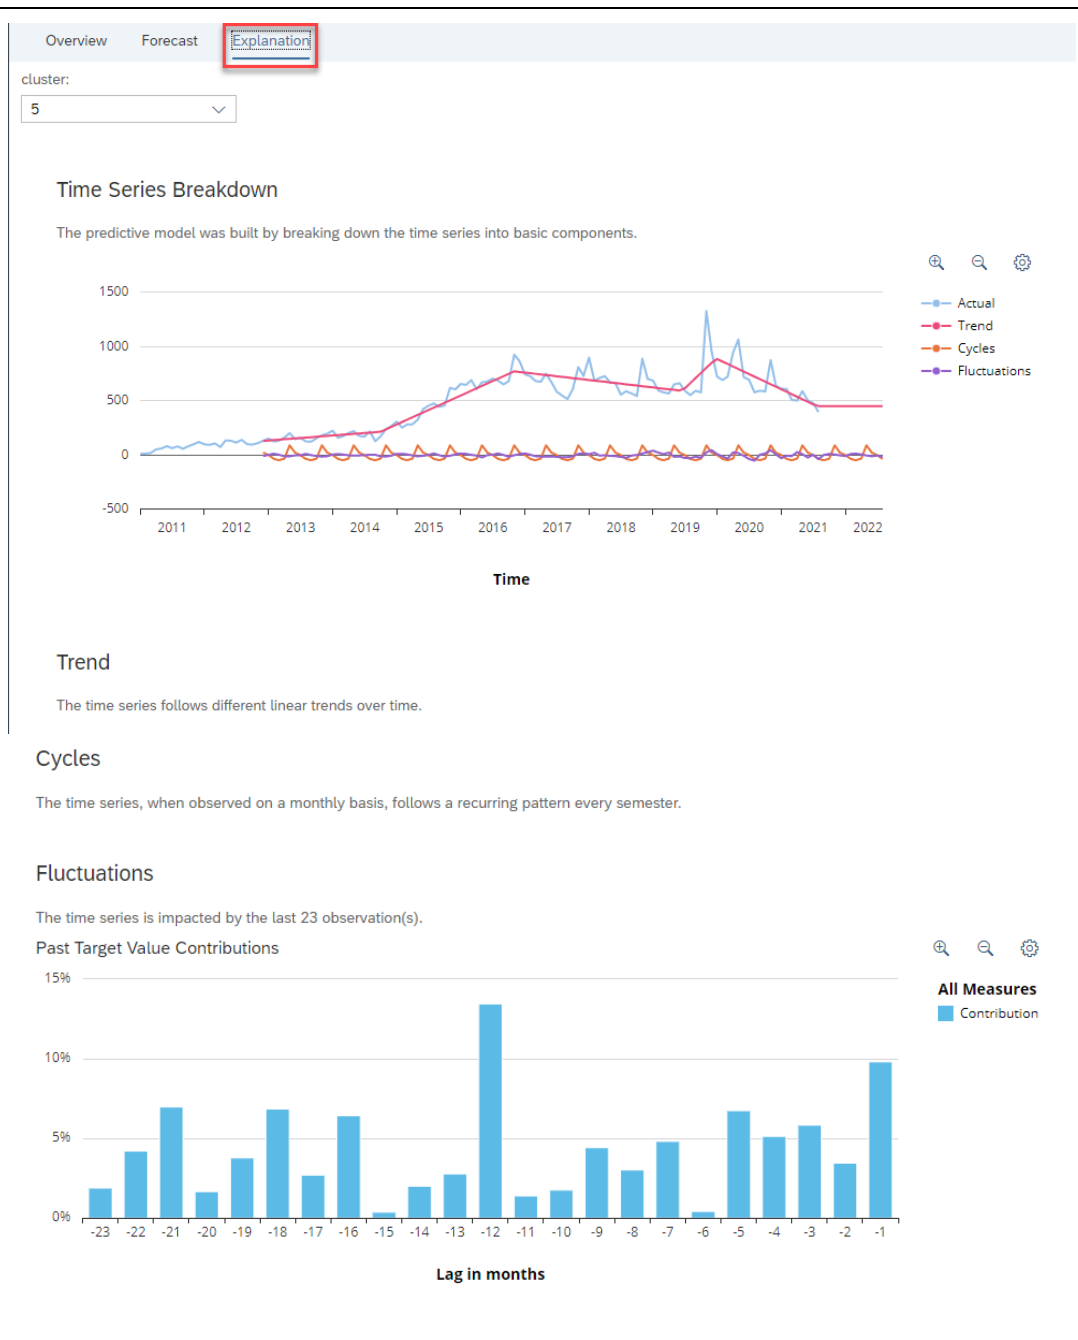 Overview Forecast Explanation
cluster:
5
Time Series Breakdown
The predictive model was built by breaking down the time series into basic components.
1500
1000
500
0
-500
2011 2012 2013 2014 2015 2016 2017 2018 2019 2020 2021 2022
Time
Actual
Trend
Cycles
Fluctuations
Trend
The time series follows different linear trends over time.
Cycles
The time series, when observed on a monthly basis, follows a recurring pattern every semester.
Fluctuations
The time series is impacted by the last 23 observation(s).
Past Target Value Contributions
15%
10%
5%
0%
-23 -22 -21 -20 -19 -18 -17 -16 -15 -14 -13 -12 -11 -10 -9 -8 -7 -6 -5 -4 -3 -2 -1
Lag in months
All Measures
Contribution